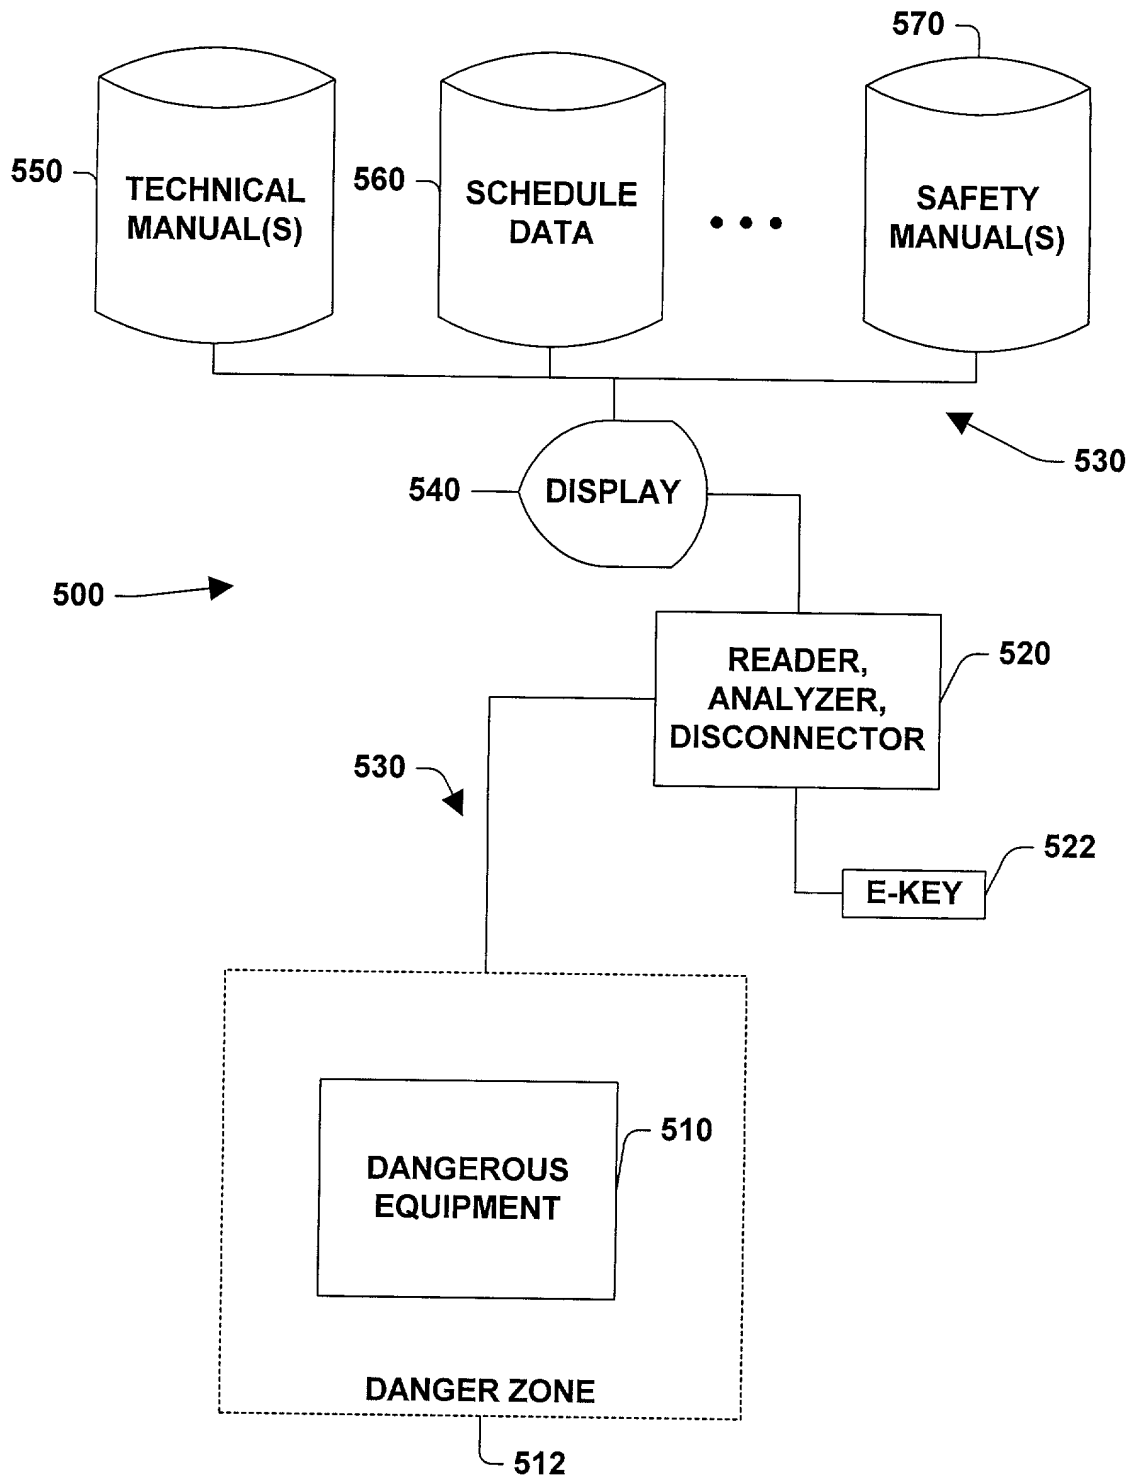 570
550
TECHNICAL
MANUAL(S)
560
SCHEDULE
DATA
• • •
SAFETY
MANUAL(S)
530
540
DISPLAY
500
READER,
ANALYZER,
DISCONNECTOR
520
530
E-KEY
522
DANGEROUS
EQUIPMENT
510
DANGER ZONE
512